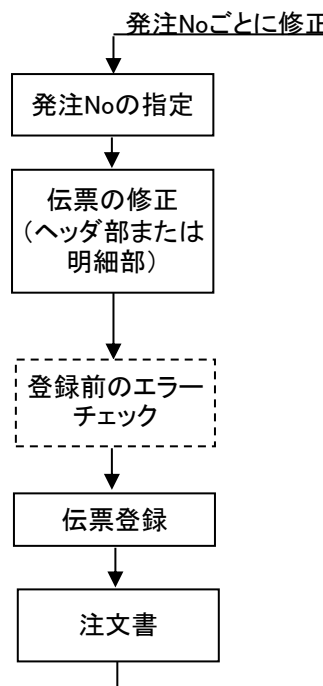 発注Noごとに修正
発注Noの指定
伝票の修正
（ヘッダ部または
明細部）
登録前のエラー
チェック
伝票登録
注文書